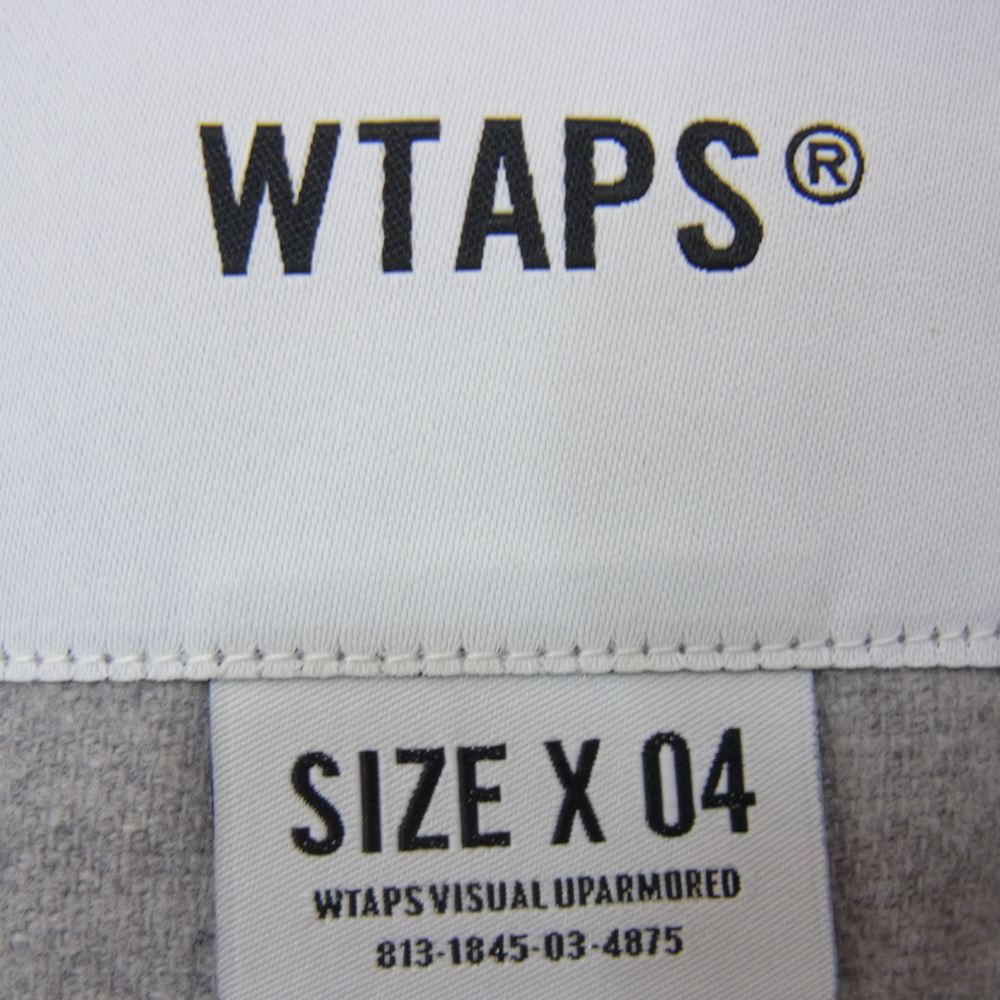 WTAPS®
SIZE X 04
WTAPS VISUAL UPARMORED
813-1845-03-4875